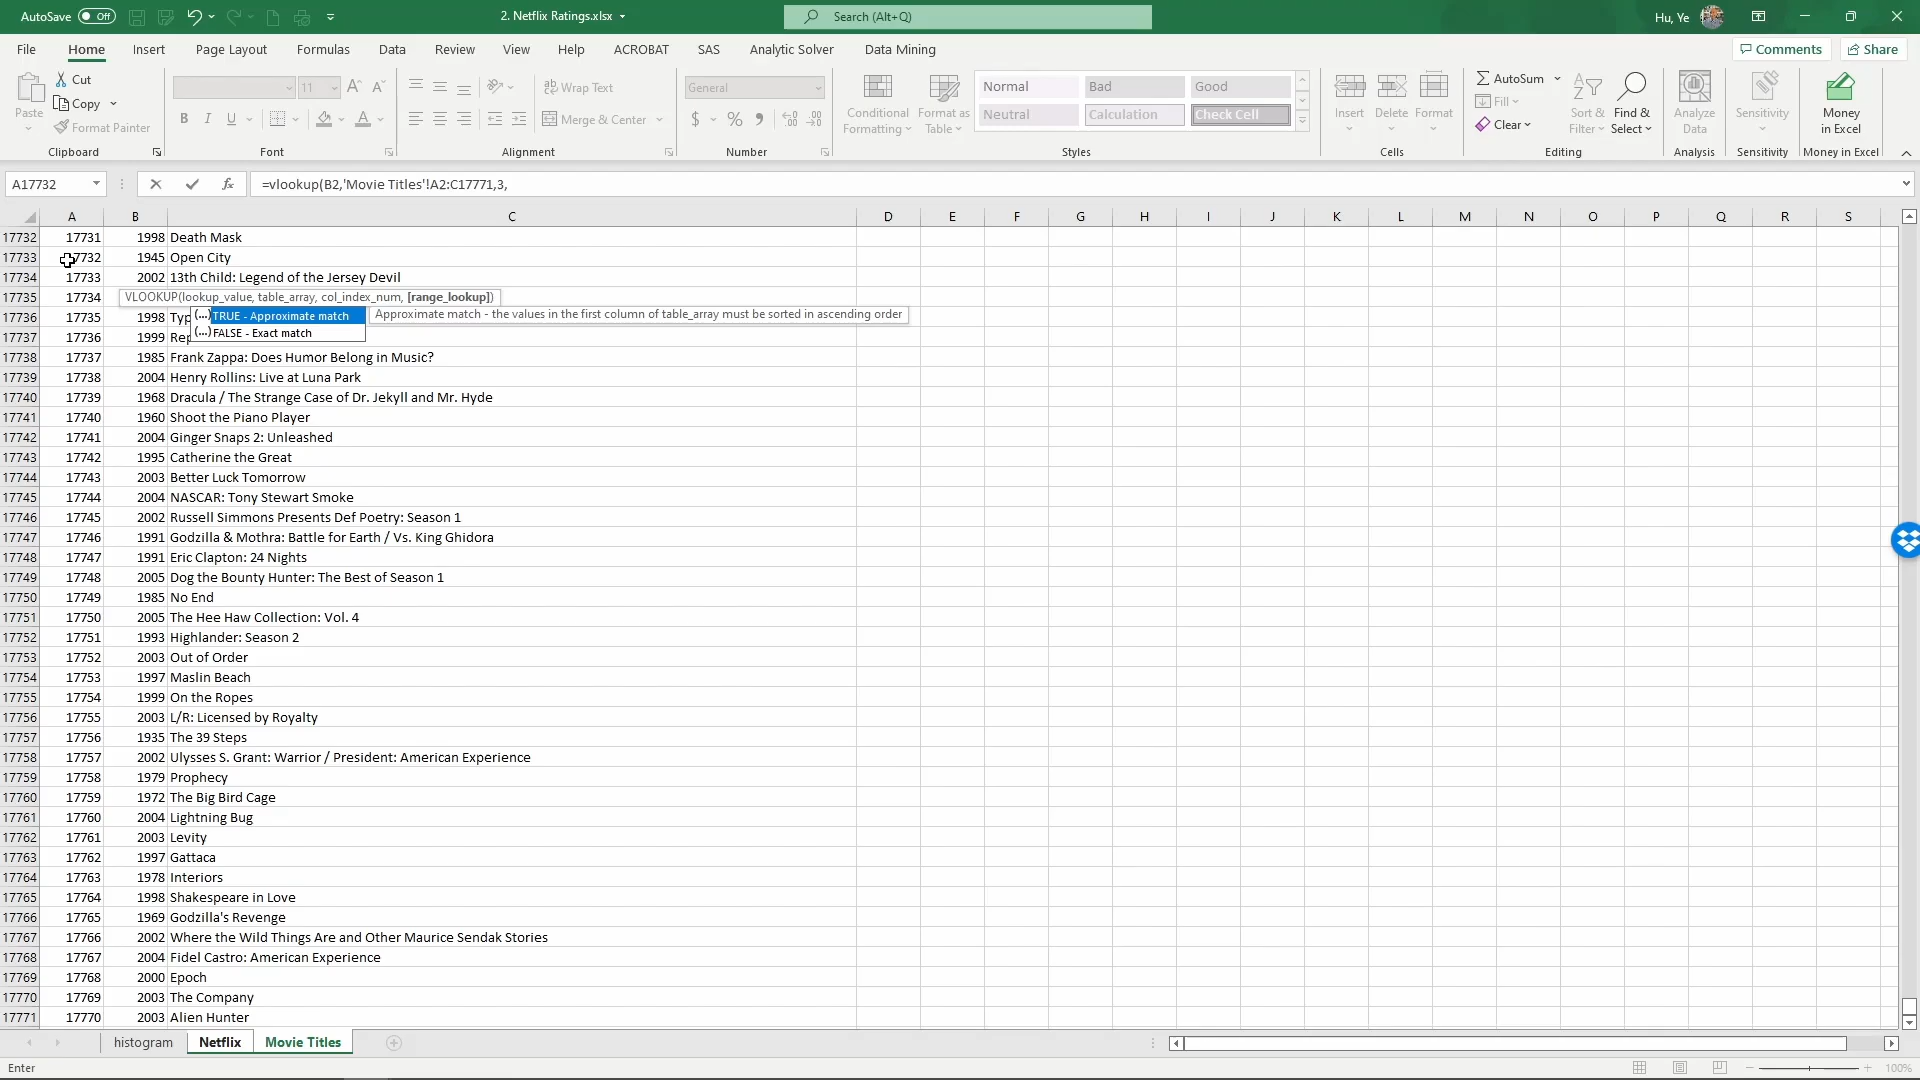 AutoSave Off 2. Netflix Ratings.xlsx Search (Alt+Q) Hu, Ye
File Home Insert Page Layout Formulas Data Review View Help ACROBAT SAS Analytic Solver Data Mining Comments Share
Paste
Cut
Copy
Format Painter
Clipboard
11
B I U
Font
Wrap Text
Merge & Center
Alignment
General
$ %
Number
Conditional Formatting
Format as Table
Normal Bad Good
Neutral Calculation Check Cell
Styles
Insert Delete Format
Cells
AutoSum
Fill
Clear
Sort & Filter
Find & Select
Editing
Analyze Data
Analysis
Sensitivity
Sensitivity
Money in Excel
Money in Excel
A17732 fx =vlookup(B2,'Movie Titles'!A2:C17771,3,
A B C D E F G H I J K L M N O P Q R S
17732 17731 1998 Death Mask
17733 17732 1945 Open City
17734 17733 2002 13th Child: Legend of the Jersey Devil
17735 17734 VLOOKUP(lookup_value, table_array, col_index_num, [range_lookup])
17736 17735 1998 Typ (...) TRUE - Approximate match Approximate match - the values in the first column of table_array must be sorted in ascending order
17737 17736 1999 Rep (...) FALSE - Exact match
17738 17737 1985 Frank Zappa: Does Humor Belong in Music?
17739 17738 2004 Henry Rollins: Live at Luna Park
17740 17739 1968 Dracula / The Strange Case of Dr. Jekyll and Mr. Hyde
17741 17740 1960 Shoot the Piano Player
17742 17741 2004 Ginger Snaps 2: Unleashed
17743 17742 1995 Catherine the Great
17744 17743 2003 Better Luck Tomorrow
17745 17744 2004 NASCAR: Tony Stewart Smoke
17746 17745 2002 Russell Simmons Presents Def Poetry: Season 1
17747 17746 1991 Godzilla & Mothra: Battle for Earth / Vs. King Ghidora
17748 17747 1991 Eric Clapton: 24 Nights
17749 17748 2005 Dog the Bounty Hunter: The Best of Season 1
17750 17749 1985 No End
17751 17750 2005 The Hee Haw Collection: Vol. 4
17752 17751 1993 Highlander: Season 2
17753 17752 2003 Out of Order
17754 17753 1997 Maslin Beach
17755 17754 1999 On the Ropes
17756 17755 2003 L/R: Licensed by Royalty
17757 17756 1935 The 39 Steps
17758 17757 2002 Ulysses S. Grant: Warrior / President: American Experience
17759 17758 1979 Prophecy
17760 17759 1972 The Big Bird Cage
17761 17760 2004 Lightning Bug
17762 17761 2003 Levity
17763 17762 1997 Gattaca
17764 17763 1978 Interiors
17765 17764 1998 Shakespeare in Love
17766 17765 1969 Godzilla's Revenge
17767 17766 2002 Where the Wild Things Are and Other Maurice Sendak Stories
17768 17767 2004 Fidel Castro: American Experience
17769 17768 2000 Epoch
17770 17769 2003 The Company
17771 17770 2003 Alien Hunter
histogram Netflix Movie Titles
Enter 100%